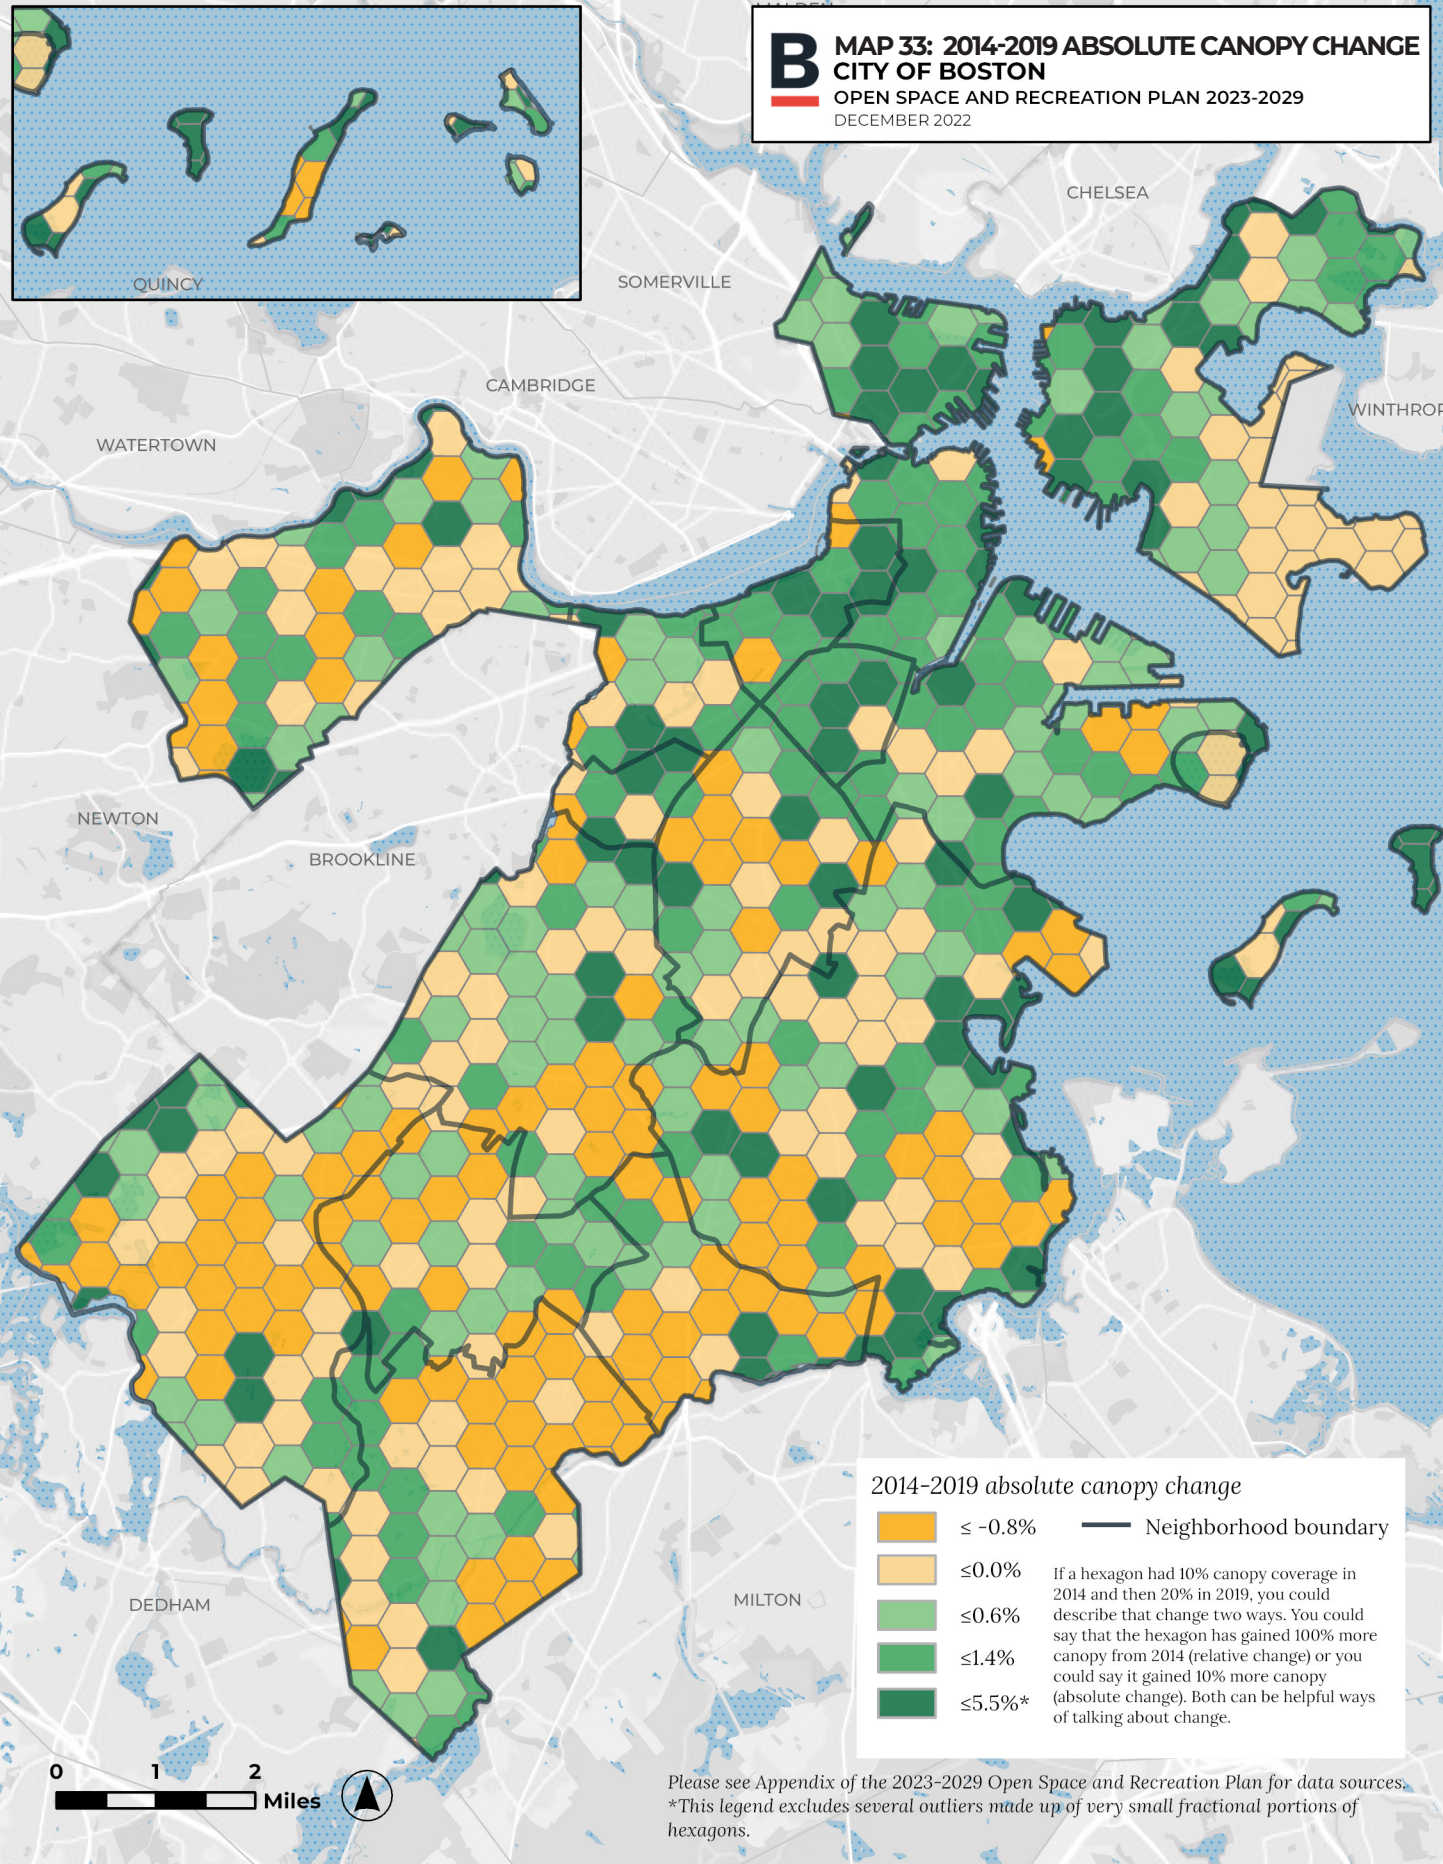 MALDEN
B
MAP 33: 2014-2019 ABSOLUTE CANOPY CHANGE
CITY OF BOSTON
OPEN SPACE AND RECREATION PLAN 2023-2029
DECEMBER 2022
CHELSEA
QUINCY
SOMERVILLE
CAMBRIDGE
WINTHROP
WATERTOWN
NEWTON
BROOKLINE
2014-2019 absolute canopy change
≤ -0.8%
Neighborhood boundary
≤0.0%
≤0.6%
≤1.4%
≤5.5%*
If a hexagon had 10% canopy coverage in
2014 and then 20% in 2019, you could
describe that change two ways. You could
say that the hexagon has gained 100% more
canopy from 2014 (relative change) or you
could say it gained 10% more canopy
(absolute change). Both can be helpful ways
of talking about change.
DEDHAM
MILTON
0 1 2
Miles
Please see Appendix of the 2023-2029 Open Space and Recreation Plan for data sources.
*This legend excludes several outliers made up of very small fractional portions of
hexagons.